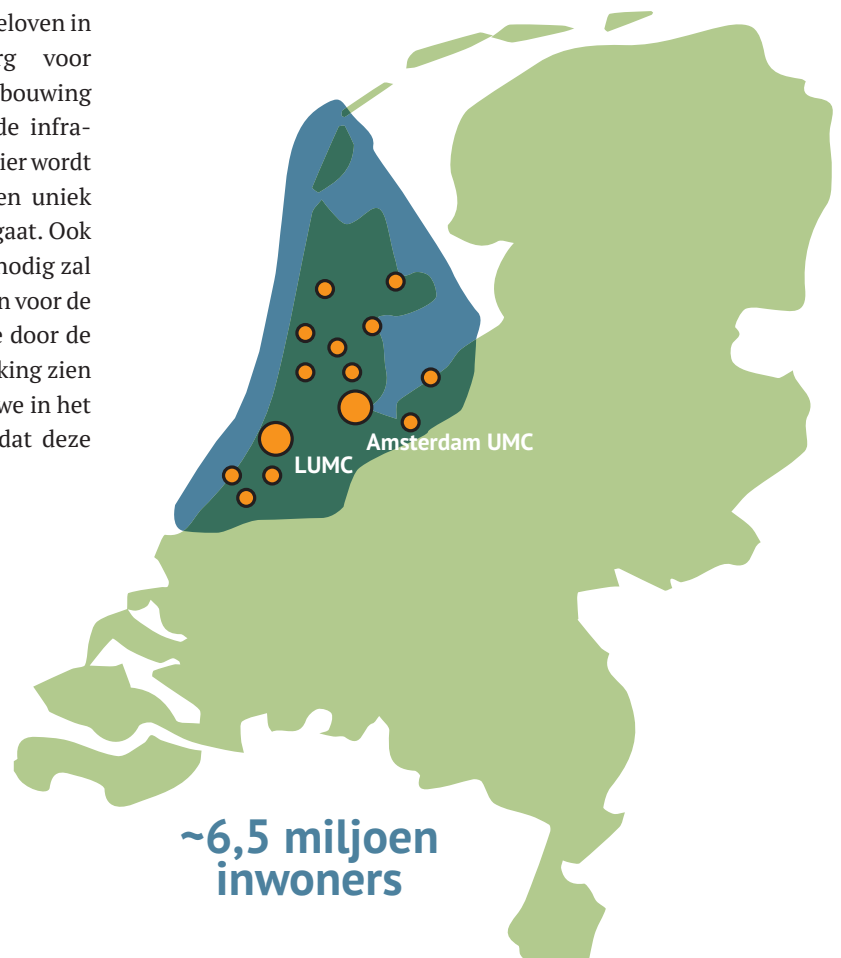 eloven in
rg voor
bouwing
de infra-
ier wordt
en uniek
gaat. Ook
nodig zal
n voor de
e door de
king zien
we in het
dat deze
Amsterdam UMC
LUMC
~6,5 miljoen
inwoners